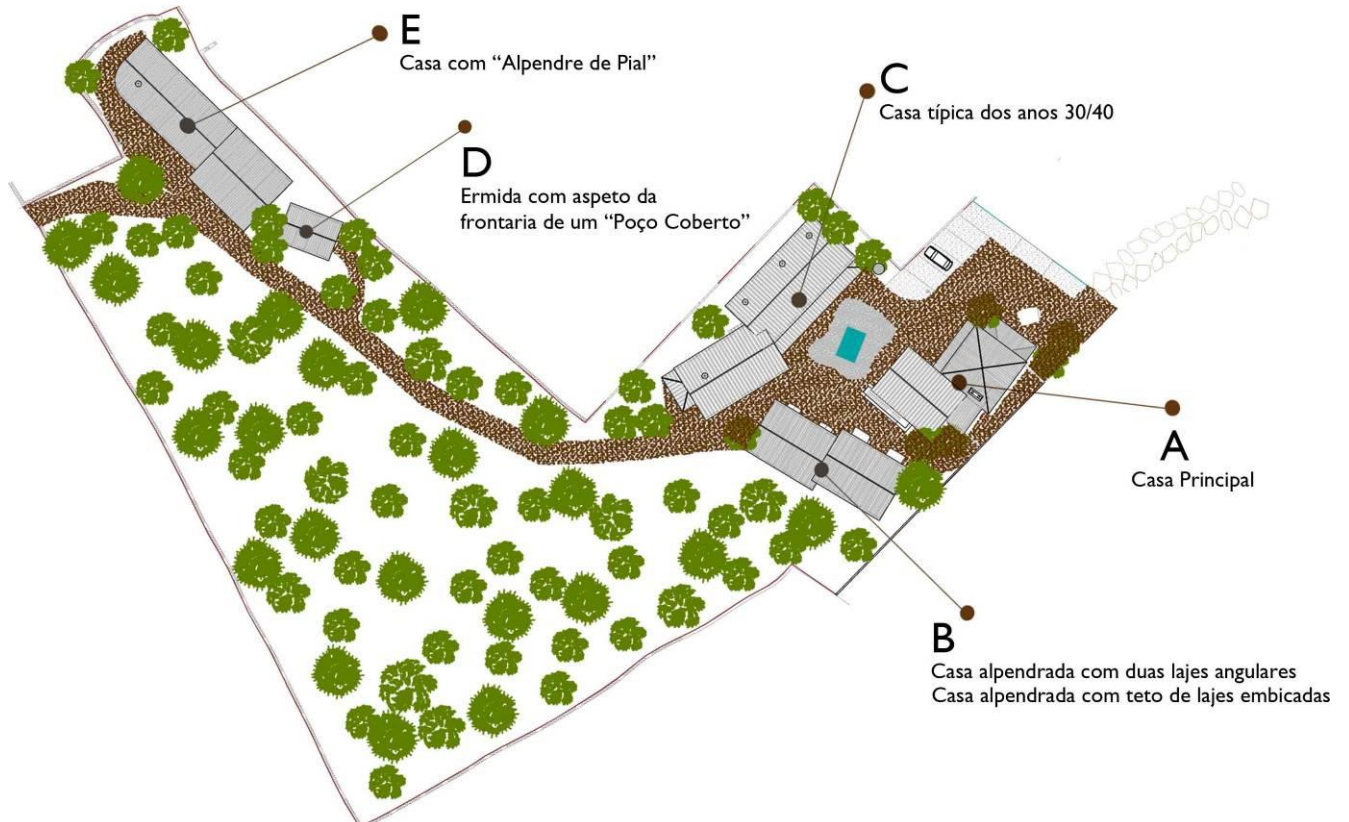 E
Casa com “Alpendre de Pial”
C
Casa típica dos anos 30/40
D
Ermida com aspeto da
frontaria de um “Poço Coberto”
A
Casa Principal
B
Casa alpendrada com duas lajes angulares
Casa alpendrada com teto de lajes embicadas